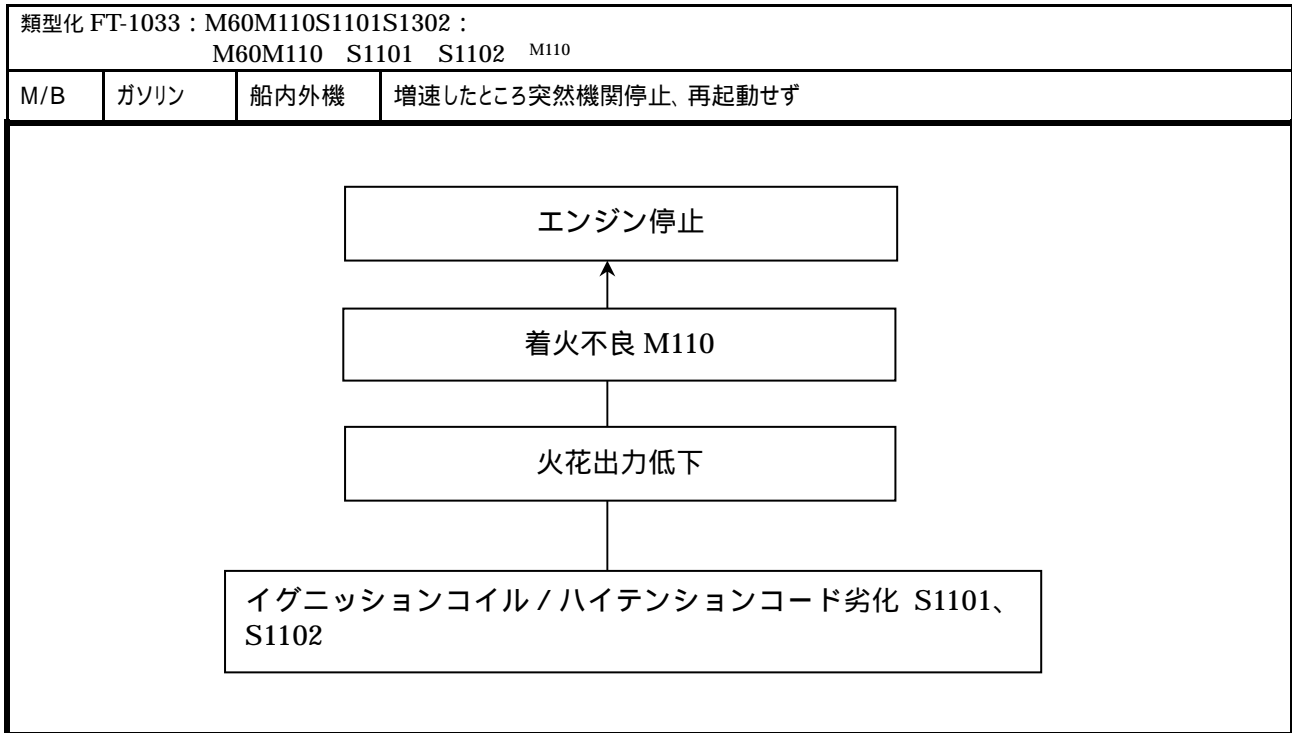 類型化 FT-1033：M60M110S1101S1302：
M60M110 S1101 S1102 M110
M/B ガソリン 船内外機 増速したところ突然機関停止、再起動せず
エンジン停止
着火不良 M110
火花出力低下
イグニッションコイル / ハイテンションコード劣化 S1101、
S1102